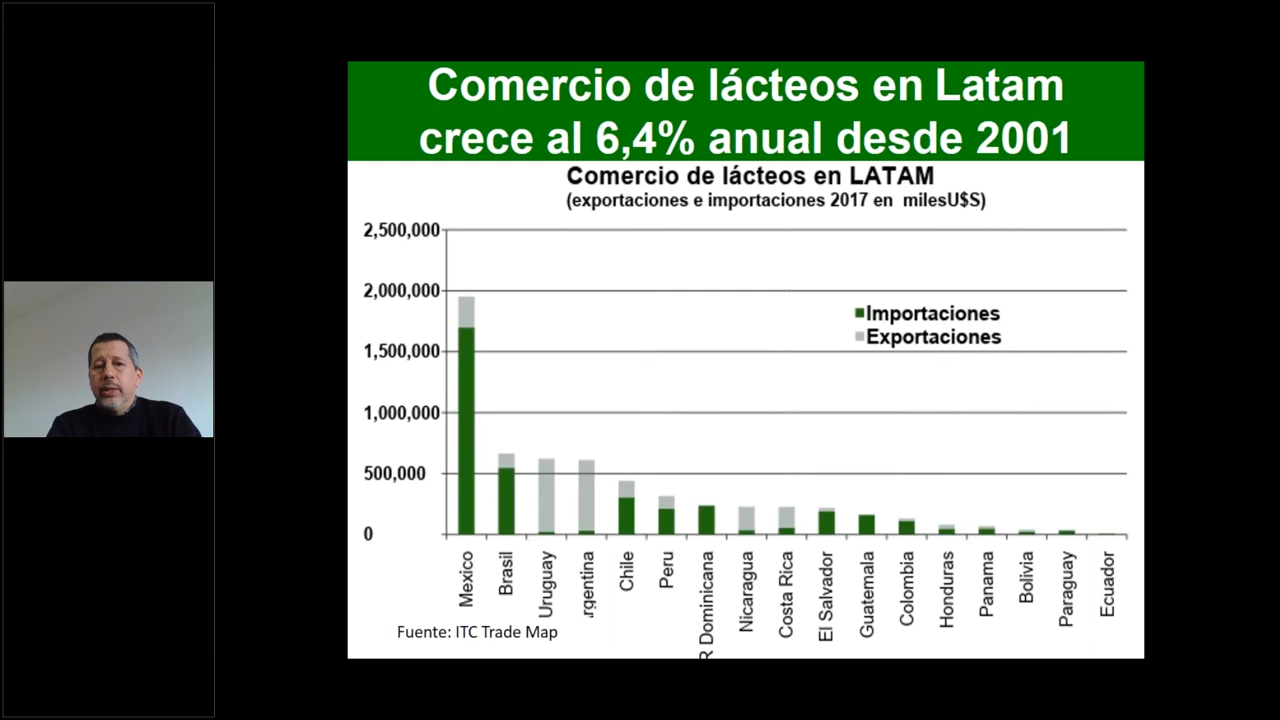 Comercio de lácteos en Latam
crece al 6,4% anual desde 2001
Comercio de lácteos en LATAM
(exportaciones e importaciones 2017 en milesU$S)
2,500,000
2,000,000
1,500,000
1,000,000
500,000
0
Importaciones
Exportaciones
Mexico
Brasil
Uruguay
rgentina
Chile
Peru
R Dominicana
Nicaragua
Costa Rica
El Salvador
Guatemala
Colombia
Honduras
Panama
Bolivia
Paraguay
Ecuador
Fuente: ITC Trade Map